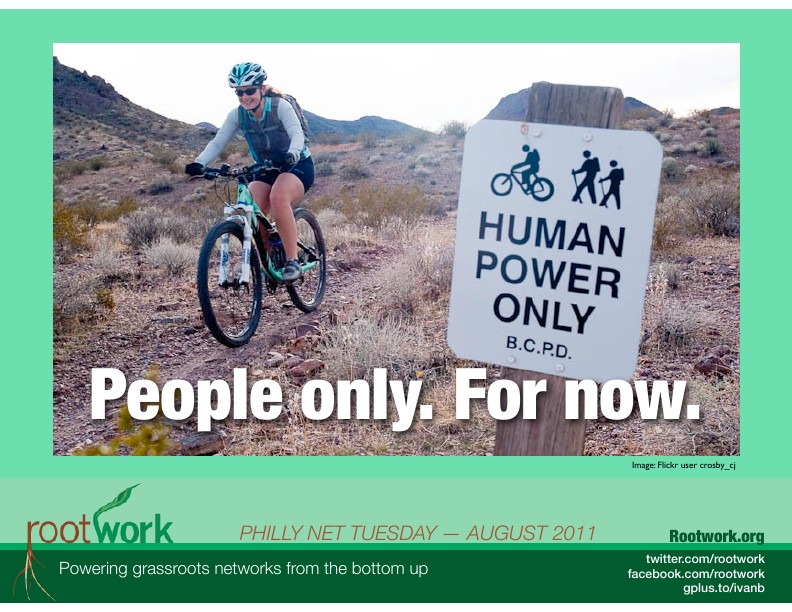 HUMAN
POWER
ONLY
B.C.P.D.
People only. For now.
Image: Flickr user crosby_cj
rootwork
PHILLY NET TUESDAY — AUGUST 2011
Rootwork.org
Powering grassroots networks from the bottom up
twitter.com/rootwork
facebook.com/rootwork
gplus.to/ivanb